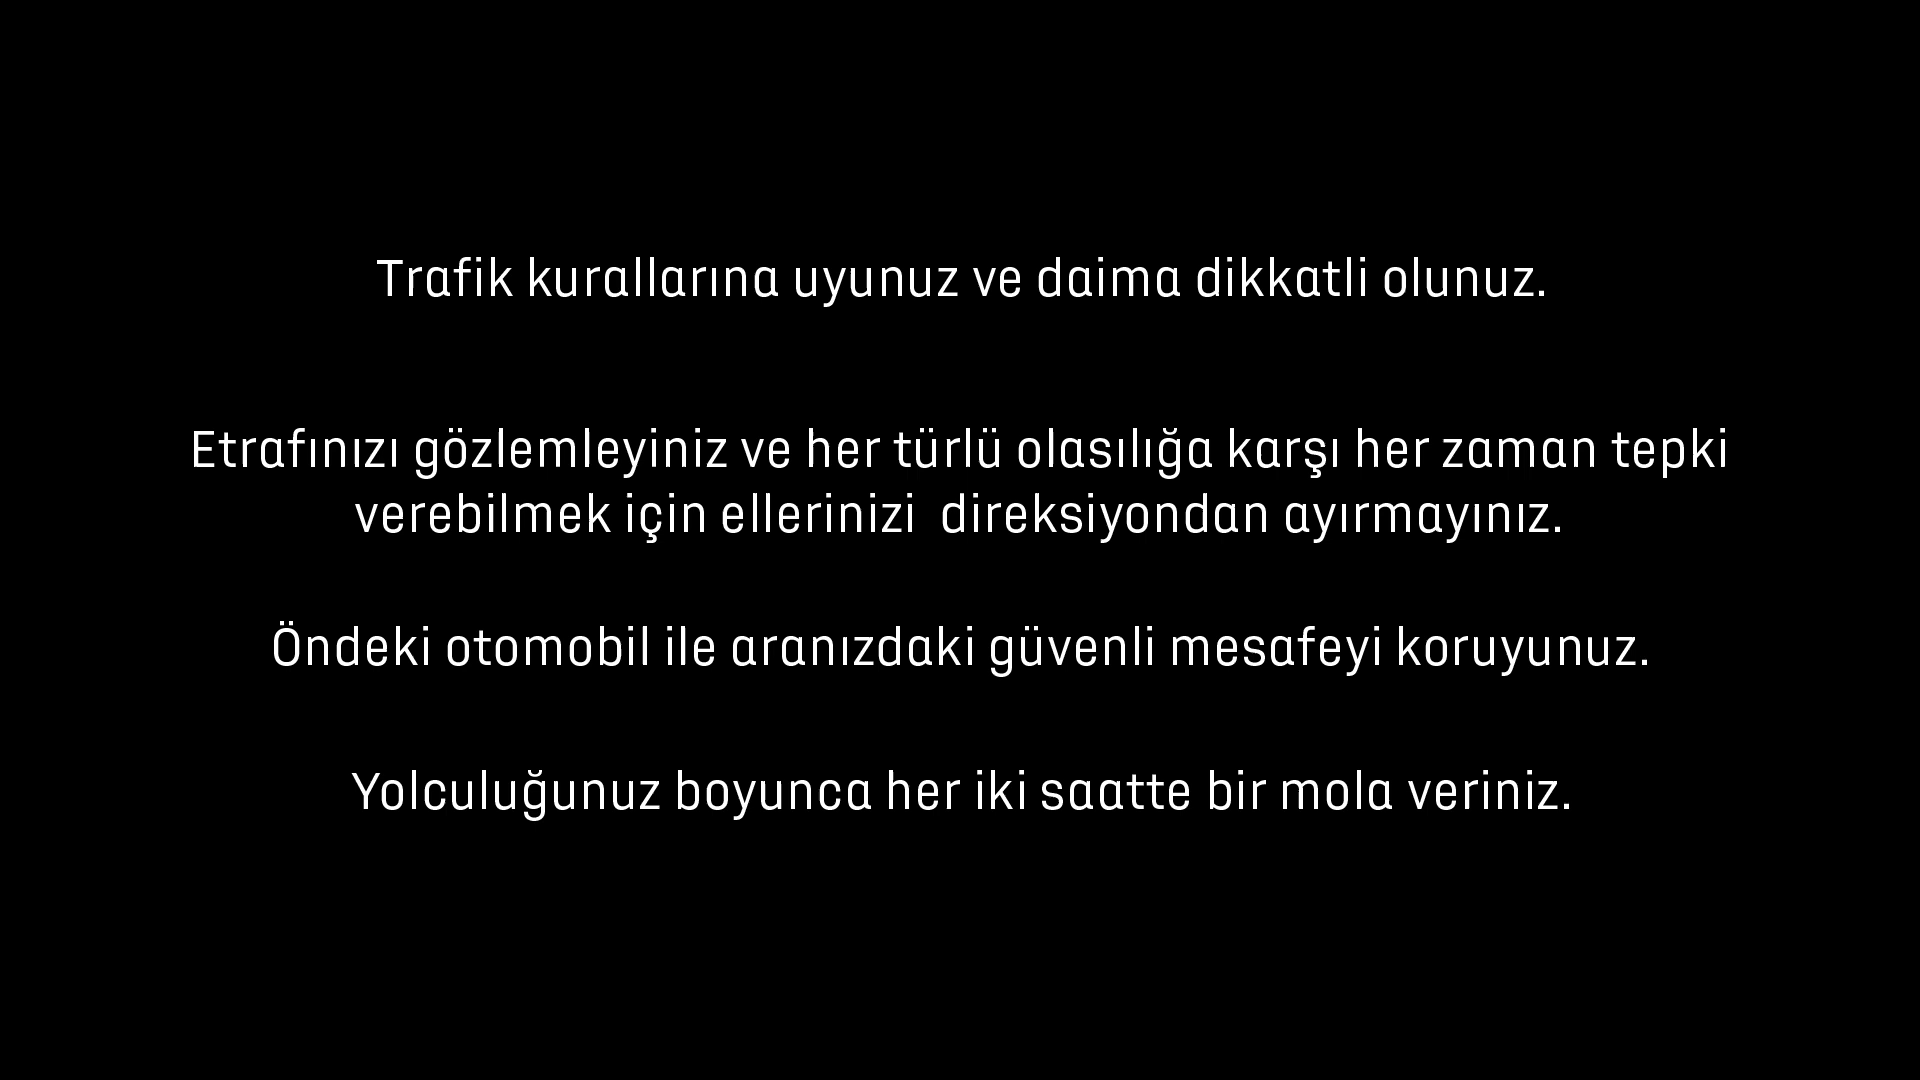 Trafik kurallarına uyunuz ve daima dikkatli olunuz.
Etrafınızı gözlemleyiniz ve her türlü olasılığa karşı her zaman tepki
verebilmek için ellerinizi  direksiyondan ayırmayınız.
Öndeki otomobil ile aranızdaki güvenli mesafeyi koruyunuz.
Yolculuğunuz boyunca her iki saatte bir mola veriniz.